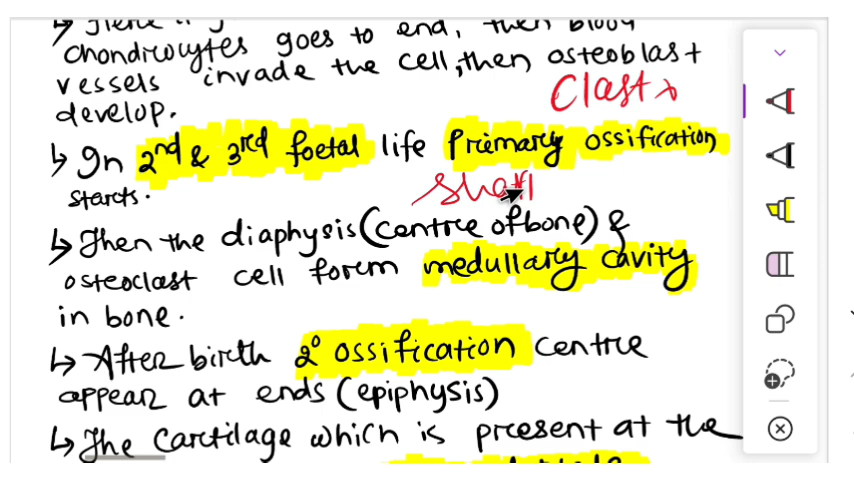 chondrocytes goes to end, then blood
vessels invade the cell, then osteoblast
develop.
Clast
↳ In 2nd & 3rd foetal life Primary ossification
starts.
Shaft
↳ Then the diaphysis (centre of bone) &
osteoclast cell form medullary cavity
in bone.
↳ After birth 2° ossification centre
appear at ends (epiphysis)
↳ The cartilage which is present at the